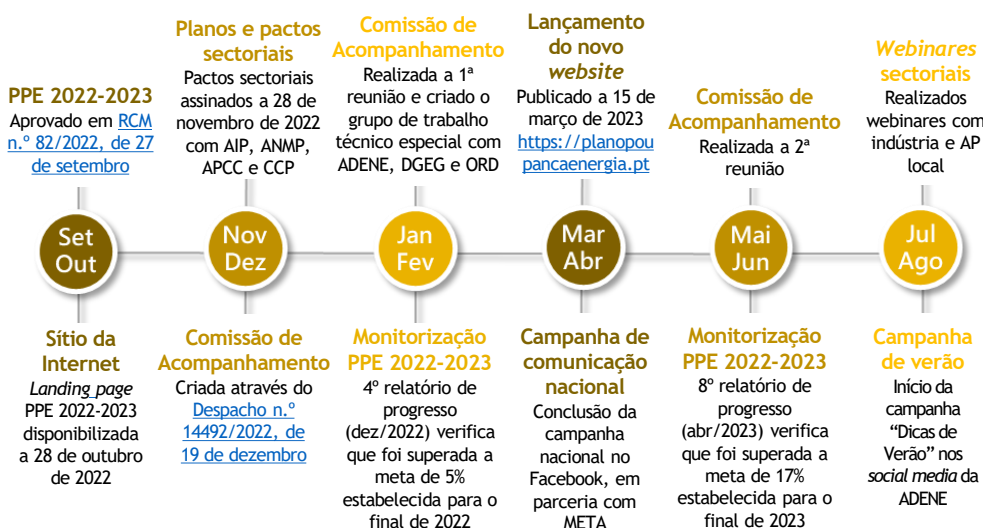 PPE 2022-2023
Aprovado em RCM
n.º 82/2022, de 27
de setembro
Planos e pactos
sectoriais
Pactos sectoriais
assinados a 28 de
novembro de 2022
com AIP, ANMP,
APCC e CCP
Comissão de
Acompanhamento
Realizada a 1ª
reunião e criado o
grupo de trabalho
técnico especial com
ADENE, DGEG e ORD
Lançamento
do novo
website
Publicado a 15 de
março de 2023
https://planopou
pancaenergia.pt
Comissão de
Acompanhamento
Realizada a 2ª
reunião
Webinares
sectoriais
Realizados
webinares com
indústria e AP
local
Set
Out
Nov
Dez
Jan
Fev
Mar
Abr
Mai
Jun
Jul
Ago
Sítio da
Internet
Landing page
PPE 2022-2023
disponibilizada
a 28 de outubro
de 2022
Comissão de
Acompanhamento
Criada através do
Despacho n.º
14492/2022, de
19 de dezembro
Monitorização
PPE 2022-2023
4º relatório de
progresso
(dez/2022) verifica
que foi superada a
meta de 5%
estabelecida para o
final de 2022
Campanha de
comunicação
nacional
Conclusão da
campanha
nacional no
Facebook, em
parceria com
META
Monitorização
PPE 2022-2023
8º relatório de
progresso
(abr/2023) verifica
que foi superada a
meta de 17%
estabelecida para o
final de 2023
Campanha
de verão
Início da
campanha
“Dicas de
Verão” nos
social media da
ADENE